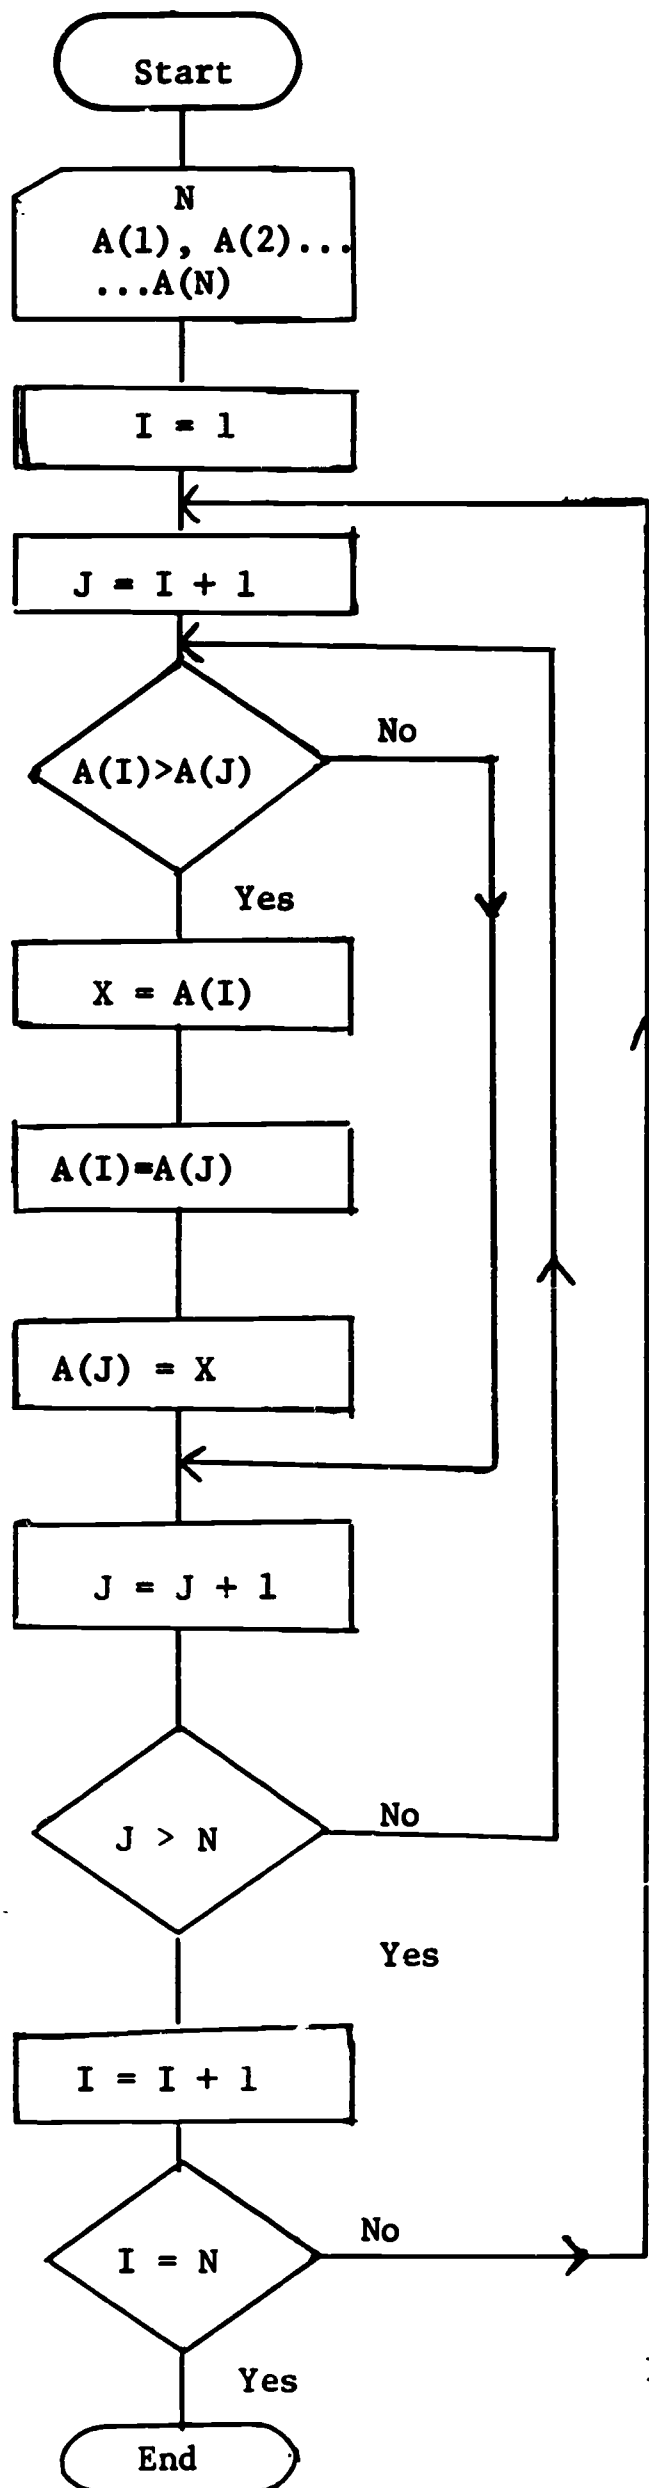 Start
N
A(1), A(2)...
...A(N)
I = 1
J = I + 1
A(I)>A(J)
No
Yes
X = A(I)
A(I)=A(J)
A(J) = X
J = J + 1
J > N
No
Yes
I = I + 1
I = N
No
Yes
End